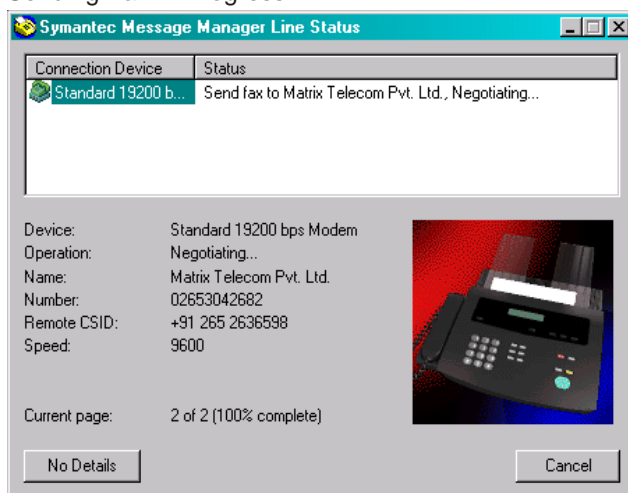 Symantec Message Manager Line Status
Connection Device Status
Standard 19200 b... Send fax to Matrix Telecom Pvt. Ltd., Negotiating...
Device: Standard 19200 bps Modem
Operation: Negotiating...
Name: Matrix Telecom Pvt. Ltd.
Number: 02653042682
Remote CSID: +91 265 2636598
Speed: 9600
Current page: 2 of 2 (100% complete)
No Details Cancel